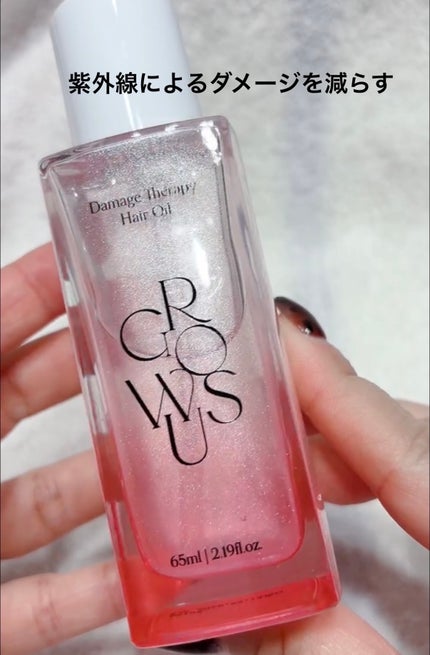 紫外線によるダメージを減らす
Damage Therapy
Hair Oil
GROWUS
65ml | 2.19fl.oz.